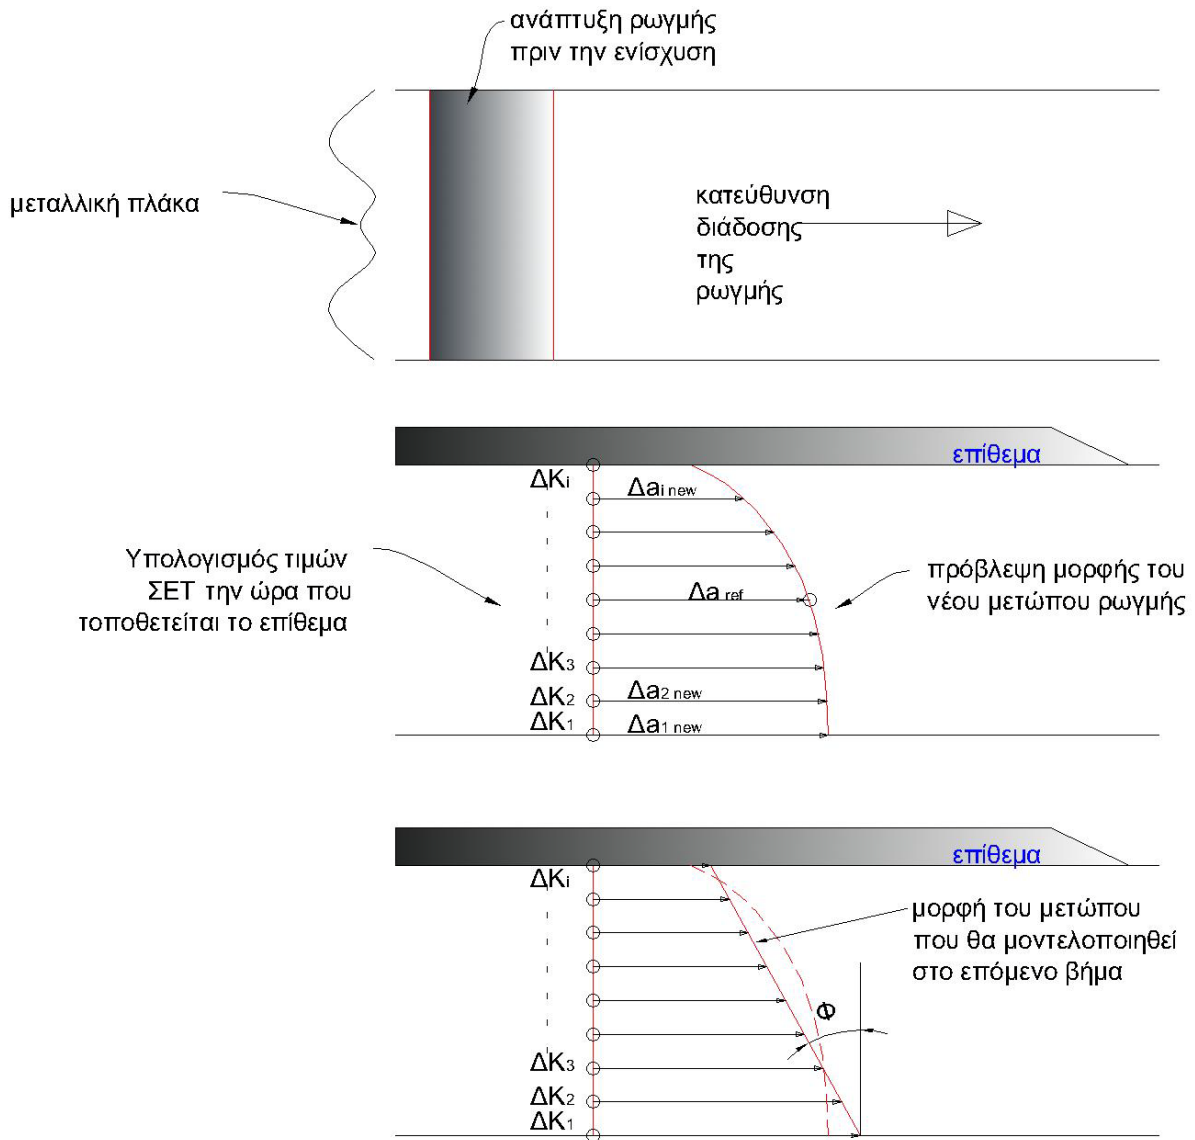 ανάπτυξη ρωγμής
πριν την ενίσχυση
μεταλλική πλάκα
κατεύθυνση
διάδοσης
της
ρωγμής
επίθεμα
ΔKi
Δai new
Υπολογισμός τιμών
ΣΕΤ την ώρα που
τοποθετείται το επίθεμα
Δa ref
πρόβλεψη μορφής του
νέου μετώπου ρωγμής
ΔK3
ΔK2
Δa2 new
ΔK1
Δa1 new
επίθεμα
ΔKi
μορφή του μετώπου
που θα μοντελοποιηθεί
στο επόμενο βήμα
Φ
ΔK3
ΔK2
ΔK1